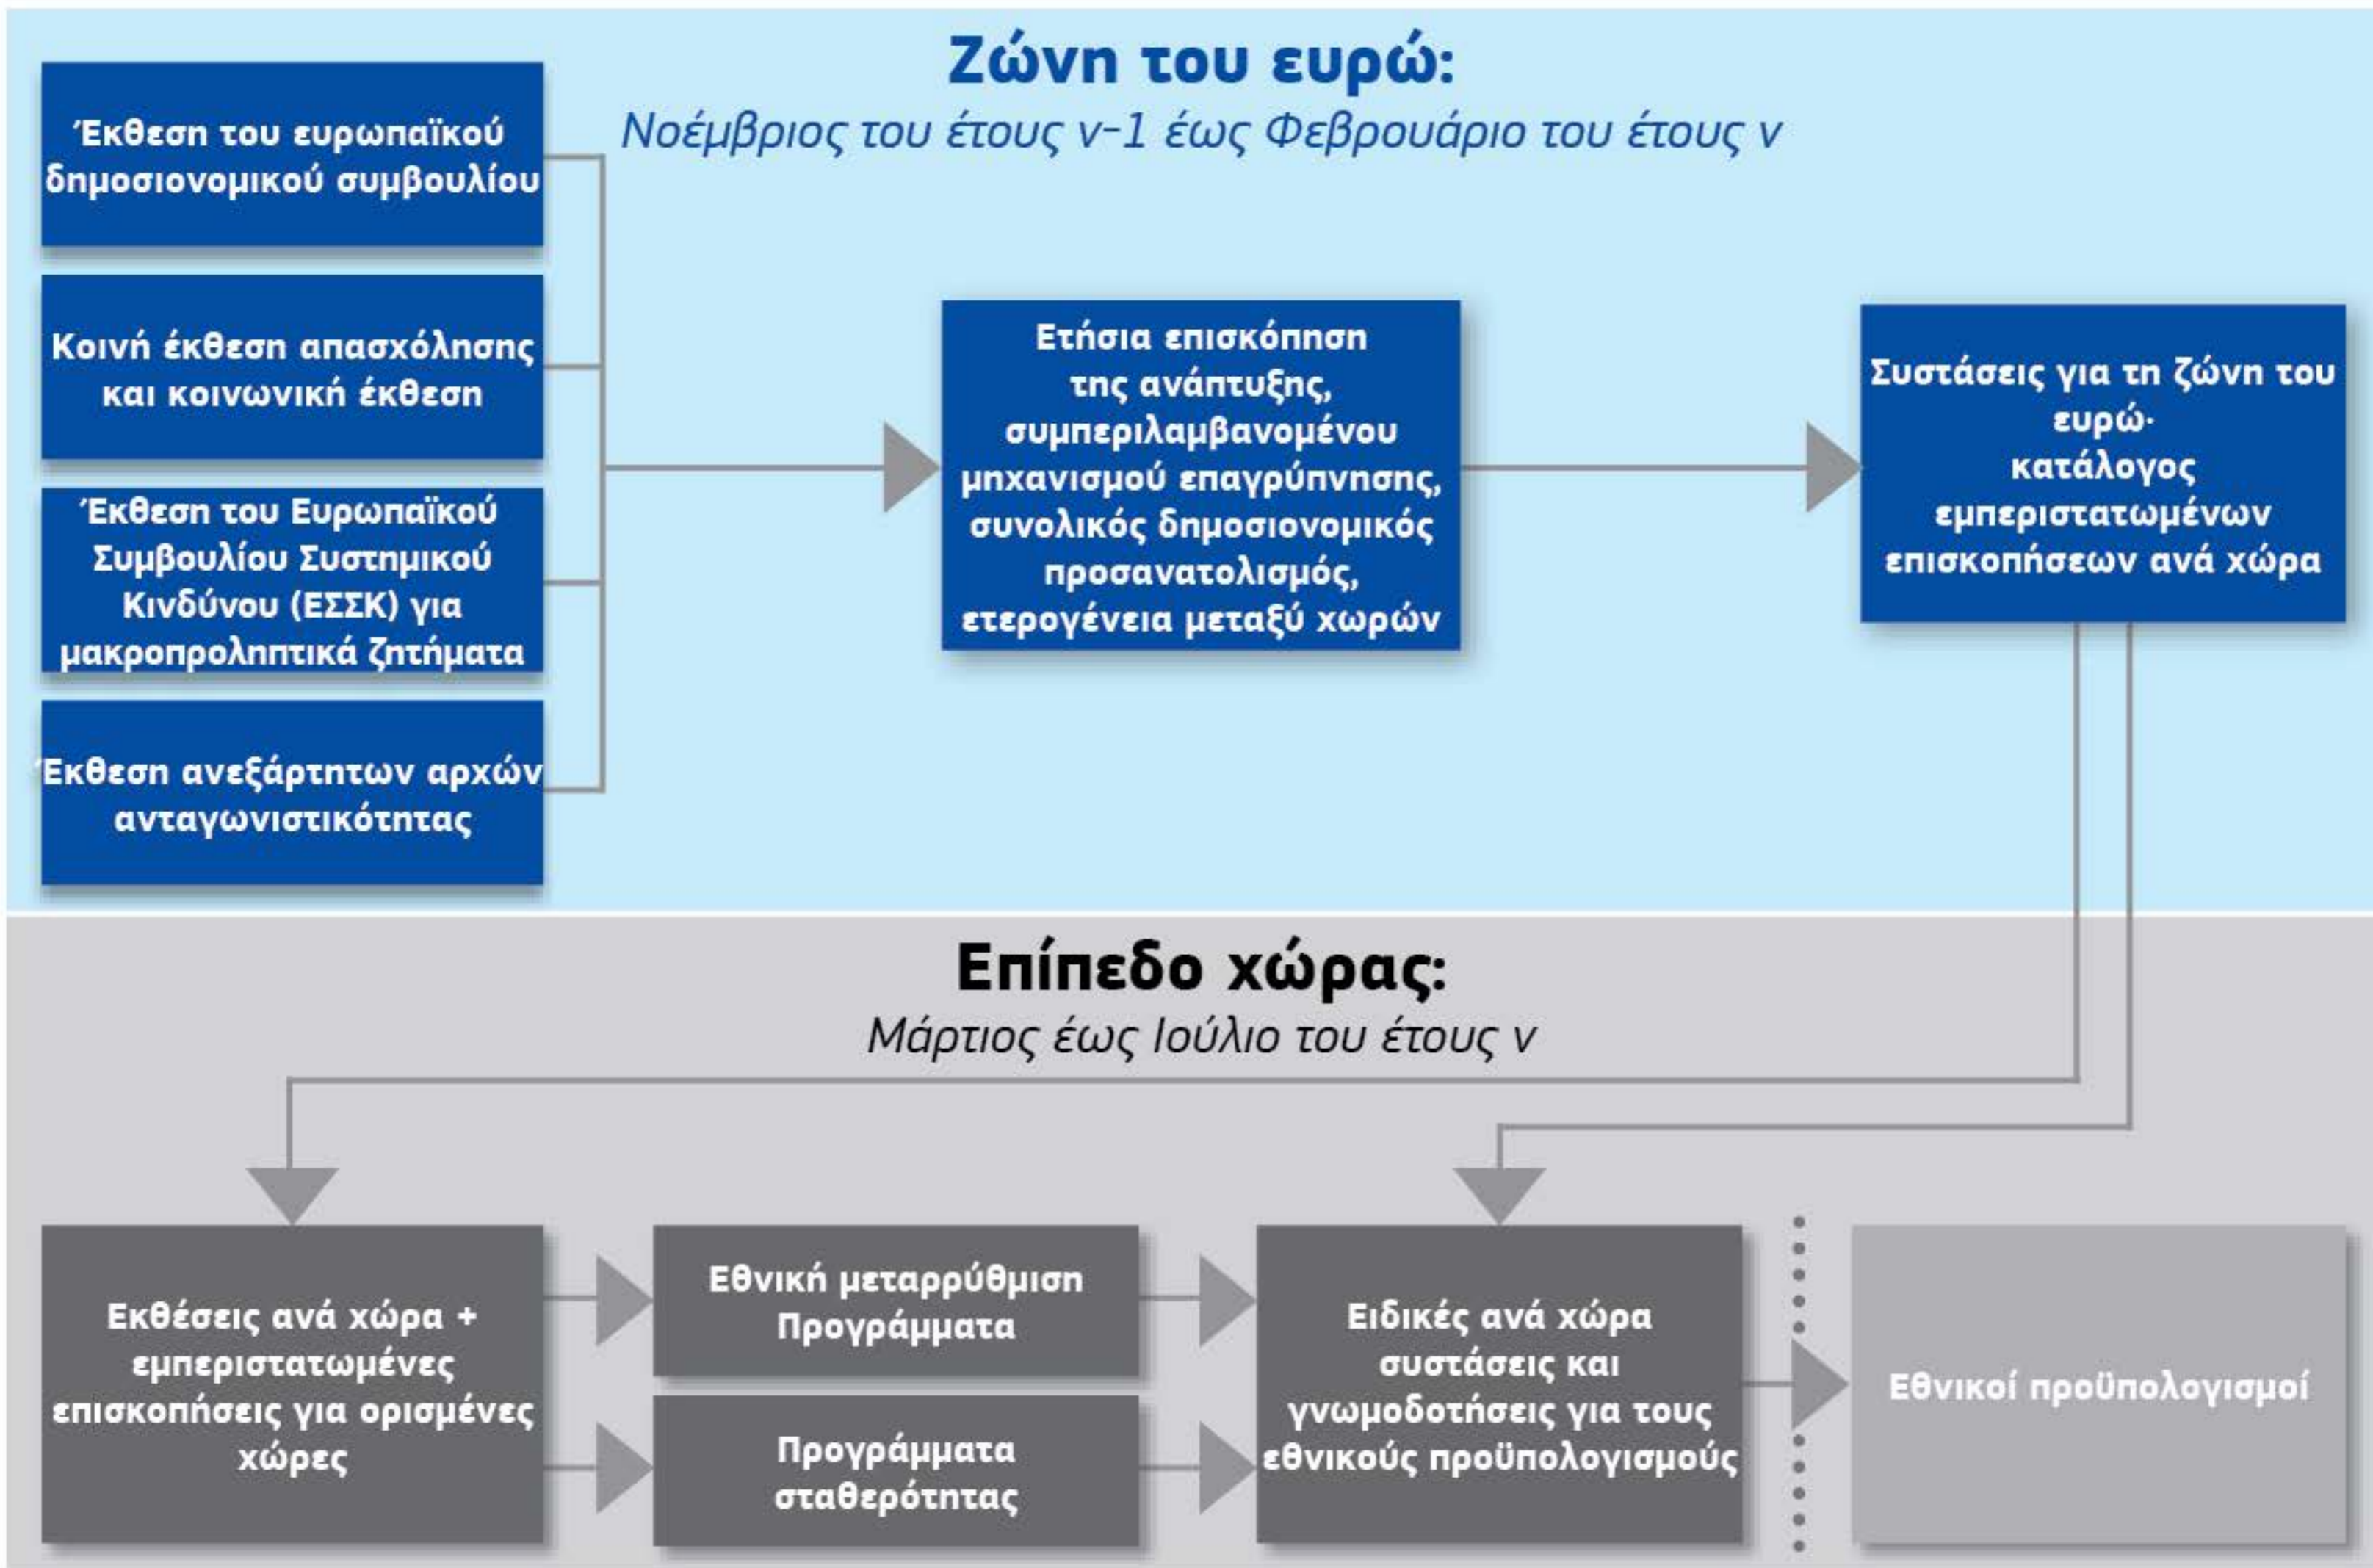 Ζώνη του ευρώ:
Νοέμβριος του έτους ν-1 έως Φεβρουάριο του έτους ν
Έκθεση του ευρωπαϊκού
δημοσιονομικού συμβουλίου
Κοινή έκθεση απασχόλησης
και κοινωνική έκθεση
Έκθεση του Ευρωπαϊκού
Συμβουλίου Συστημικού
Κινδύνου (ΕΣΣΚ) για
μακροπροληπτικά ζητήματα
Έκθεση ανεξάρτητων αρχών
ανταγωνιστικότητας
Ετήσια επισκόπηση
της ανάπτυξης,
συμπεριλαμβανομένου
μηχανισμού επαγρύπνησης,
συνολικός δημοσιονομικός
προσανατολισμός,
ετερογένεια μεταξύ χωρών
Συστάσεις για τη ζώνη του
ευρώ·
κατάλογος
εμπεριστατωμένων
επισκοπήσεων ανά χώρα
Επίπεδο χώρας:
Μάρτιος έως Ιούλιο του έτους ν
Εκθέσεις ανά χώρα +
εμπεριστατωμένες
επισκοπήσεις για ορισμένες
χώρες
Εθνική μεταρρύθμιση
Προγράμματα
Προγράμματα
σταθερότητας
Ειδικές ανά χώρα
συστάσεις και
γνωμοδοτήσεις για τους
εθνικούς προϋπολογισμούς
Εθνικοί προϋπολογισμοί